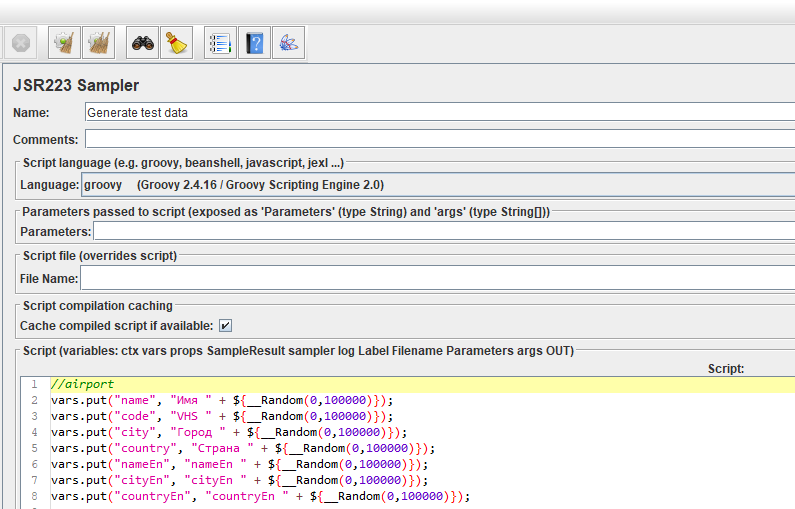 JSR223 Sampler
Name: Generate test data
Comments:
Script language (e.g. groovy, beanshell, javascript, jexl ...)
Language: groovy (Groovy 2.4.16 / Groovy Scripting Engine 2.0)
Parameters passed to script (exposed as 'Parameters' (type String) and 'args' (type String[]))
Parameters:
Script file (overrides script)
File Name:
Script compilation caching
Cache compiled script if available:
Script (variables: ctx vars props SampleResult sampler log Label Filename Parameters args OUT)
Script:
1 //airport
2 vars.put("name", "Имя " + ${__Random(0,100000)});
3 vars.put("code", "VHS " + ${__Random(0,100000)});
4 vars.put("city", "Город " + ${__Random(0,100000)});
5 vars.put("country", "Страна " + ${__Random(0,100000)});
6 vars.put("nameEn", "nameEn " + ${__Random(0,100000)});
7 vars.put("cityEn", "cityEn " + ${__Random(0,100000)});
8 vars.put("countryEn", "countryEn " + ${__Random(0,100000)});